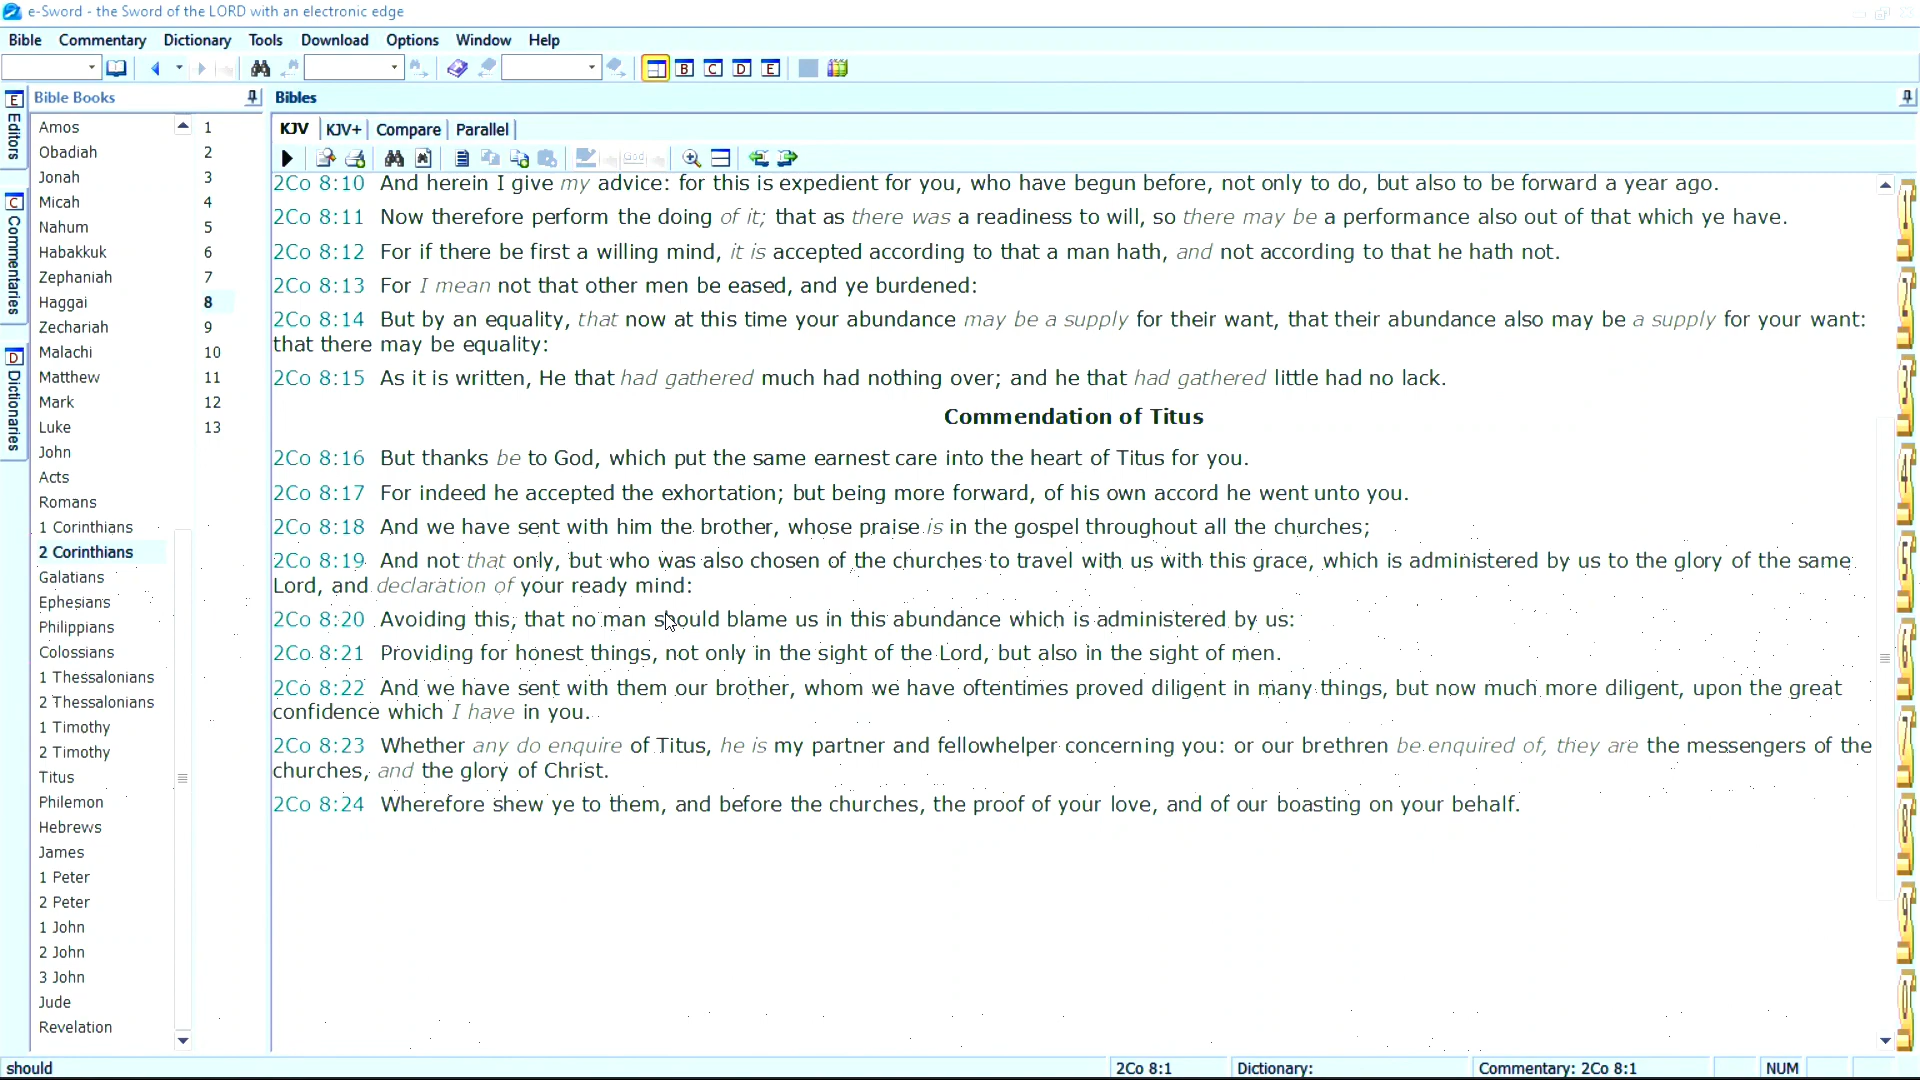 e-Sword - the Sword of the LORD with an electronic edge
Bible Commentary Dictionary Tools Download Options Window Help
B C D E
E Editors
C Commentaries
D Dictionaries
Bible Books
Amos
Obadiah
Jonah
Micah
Nahum
Habakkuk
Zephaniah
Haggai
Zechariah
Malachi
Matthew
Mark
Luke
John
Acts
Romans
1 Corinthians
2 Corinthians
Galatians
Ephesians
Philippians
Colossians
1 Thessalonians
2 Thessalonians
1 Timothy
2 Timothy
Titus
Philemon
Hebrews
James
1 Peter
2 Peter
1 John
2 John
3 John
Jude
Revelation
1
2
3
4
5
6
7
8
9
10
11
12
13
Bibles
KJV KJV+ Compare Parallel
God
2Co 8:10 And herein I give my advice: for this is expedient for you, who have begun before, not only to do, but also to be forward a year ago.
2Co 8:11 Now therefore perform the doing of it; that as there was a readiness to will, so there may be a performance also out of that which ye have.
2Co 8:12 For if there be first a willing mind, it is accepted according to that a man hath, and not according to that he hath not.
2Co 8:13 For I mean not that other men be eased, and ye burdened:
2Co 8:14 But by an equality, that now at this time your abundance may be a supply for their want, that their abundance also may be a supply for your want:
that there may be equality:
2Co 8:15 As it is written, He that had gathered much had nothing over; and he that had gathered little had no lack.
Commendation of Titus
2Co 8:16 But thanks be to God, which put the same earnest care into the heart of Titus for you.
2Co 8:17 For indeed he accepted the exhortation; but being more forward, of his own accord he went unto you.
2Co 8:18 And we have sent with him the brother, whose praise is in the gospel throughout all the churches;
2Co 8:19 And not that only, but who was also chosen of the churches to travel with us with this grace, which is administered by us to the glory of the same
Lord, and declaration of your ready mind:
2Co 8:20 Avoiding this, that no man should blame us in this abundance which is administered by us:
2Co 8:21 Providing for honest things, not only in the sight of the Lord, but also in the sight of men.
2Co 8:22 And we have sent with them our brother, whom we have oftentimes proved diligent in many things, but now much more diligent, upon the great
confidence which I have in you.
2Co 8:23 Whether any do enquire of Titus, he is my partner and fellowhelper concerning you: or our brethren be enquired of, they are the messengers of the
churches, and the glory of Christ.
2Co 8:24 Wherefore shew ye to them, and before the churches, the proof of your love, and of our boasting on your behalf.
should
2Co 8:1 Dictionary: Commentary: 2Co 8:1 NUM